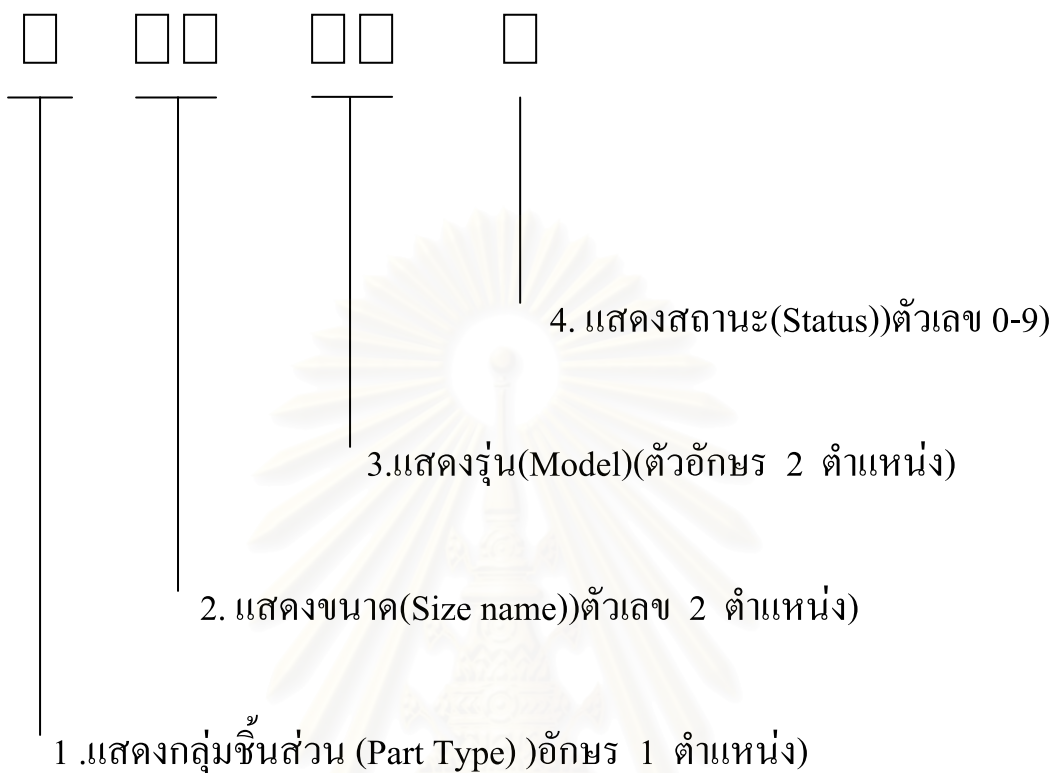 4. แสดงสถานะ(Status))ตัวเลข 0-9)
3.แสดงรุ่น(Model)(ตัวอักษร 2 ตำแหน่ง)
2. แสดงขนาด(Size name))ตัวเลข 2 ตำแหน่ง)
1 .แสดงกลุ่มชิ้นส่วน (Part Type) )อักษร 1 ตำแหน่ง)